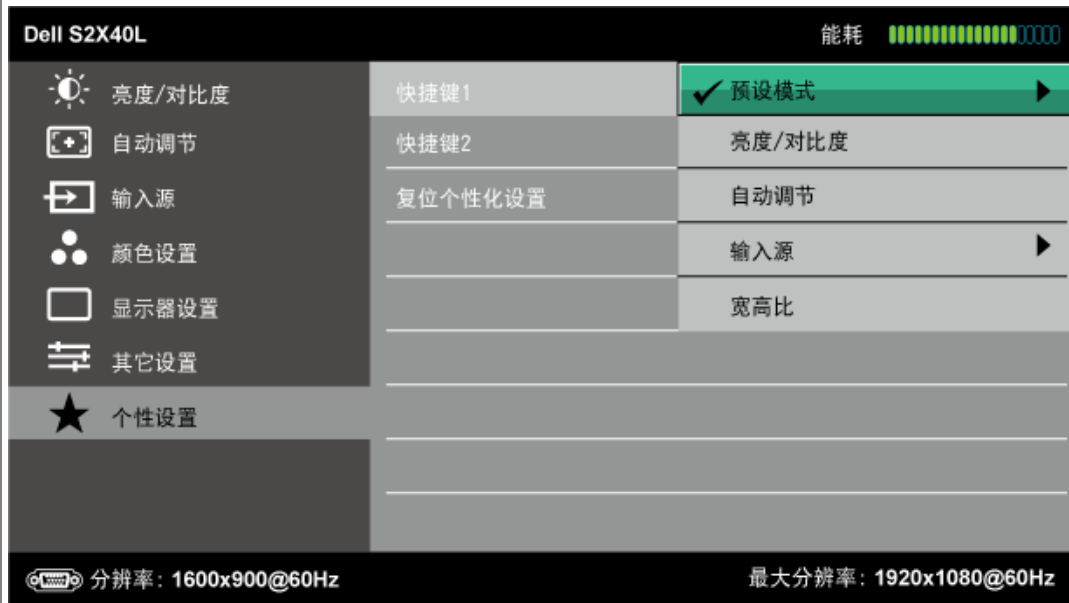 Dell S2X40L 能耗
亮度/对比度 快捷键1 预设模式
自动调节 快捷键2 亮度/对比度
输入源 复位个性化设置 自动调节
颜色设置 输入源
显示器设置 宽高比
其它设置
个性设置
分辨率: 1600x900@60Hz 最大分辨率: 1920x1080@60Hz